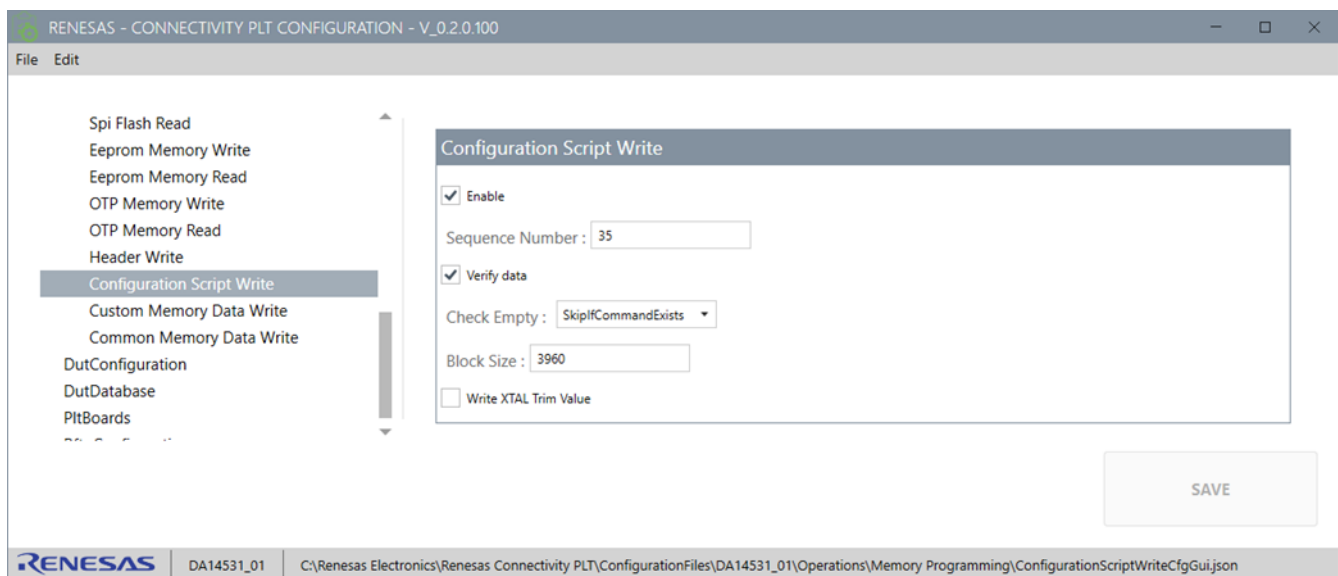 RENESAS - CONNECTIVITY PLT CONFIGURATION - V_0.2.0.100
File Edit
Spi Flash Read
Eeprom Memory Write
Eeprom Memory Read
OTP Memory Write
OTP Memory Read
Header Write
Configuration Script Write
Custom Memory Data Write
Common Memory Data Write
DutConfiguration
DutDatabase
PltBoards
Configuration Script Write
Enable
Sequence Number : 35
Verify data
Check Empty : SkipIfCommandExists
Block Size : 3960
Write XTAL Trim Value
SAVE
RENESAS DA14531_01 C:\Renesas Electronics\Renesas Connectivity PLT\ConfigurationFiles\DA14531_01\Operations\Memory Programming\ConfigurationScriptWriteCfgGui.json